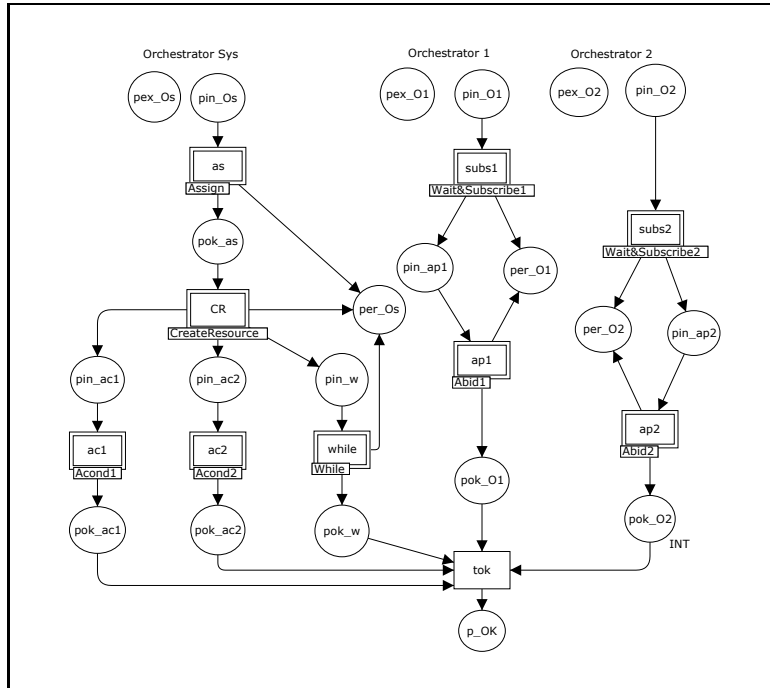 Orchestrator Sys
Orchestrator 1
Orchestrator 2
pex_Os
pin_Os
pex_O1
pin_O1
pex_O2
pin_O2
as
Assign
subs1
Wait&Subscribe1
subs2
Wait&Subscribe2
pok_as
pin_ap1
per_O1
CR
CreateResource
per_Os
per_O2
pin_ap2
pin_ac1
pin_ac2
pin_w
ap1
Abid1
ac1
Acond1
ac2
Acond2
while
While
ap2
Abid2
pok_O1
pok_ac1
pok_ac2
pok_w
pok_O2
INT
tok
p_OK